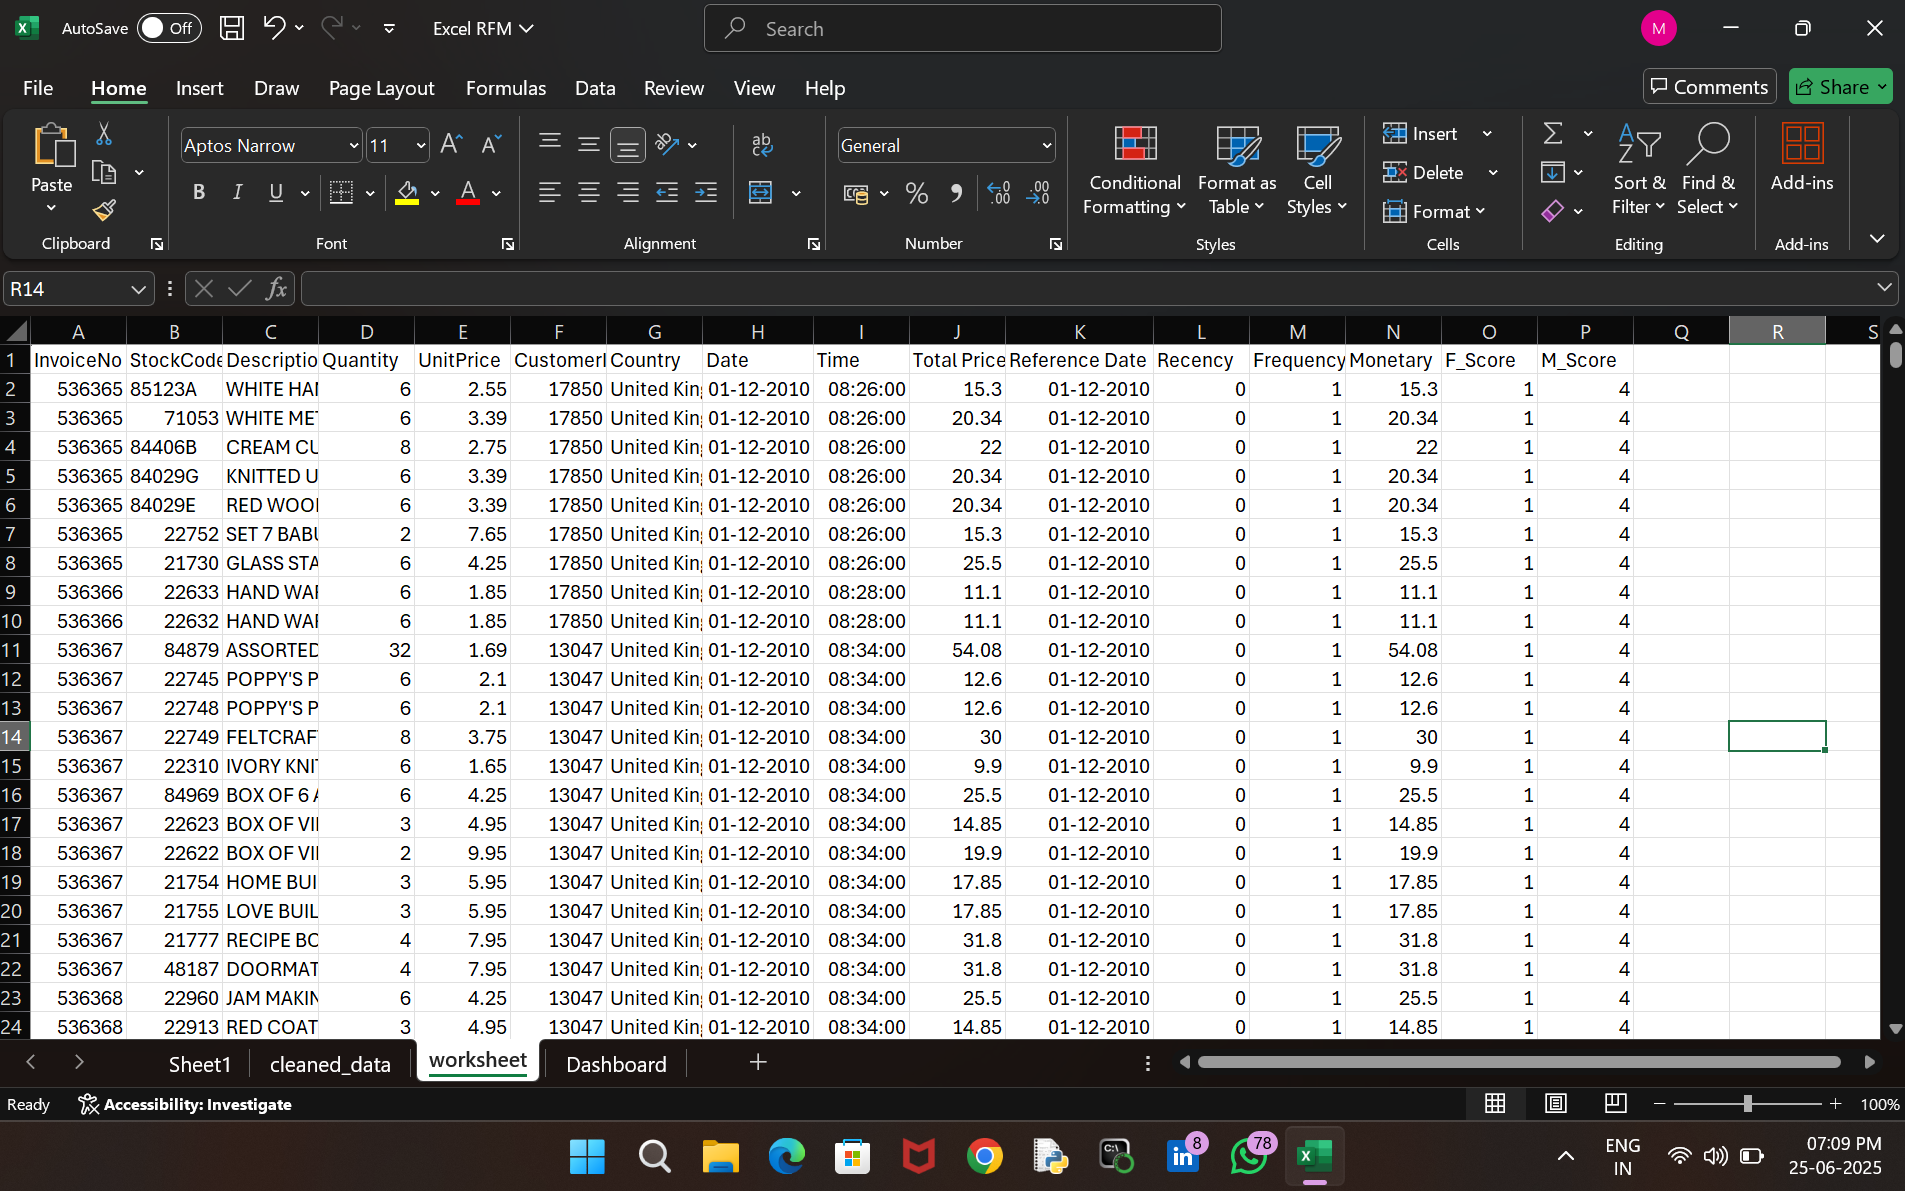 AutoSave Off Excel RFM Search M
File Home Insert Draw Page Layout Formulas Data Review View Help Comments Share
Paste Aptos Narrow 11 General Conditional Formatting Format as Table Cell Styles Insert Delete Format Sort & Filter Find & Select Add-ins
Clipboard Font Alignment Number Styles Cells Editing Add-ins
R14 fx
A B C D E F G H I J K L M N O P Q R S
1 InvoiceNo StockCode Descriptio Quantity UnitPrice CustomerI Country Date Time Total Price Reference Date Recency Frequency Monetary F_Score M_Score
2 536365 85123A WHITE HAN 6 2.55 17850 United King 01-12-2010 08:26:00 15.3 01-12-2010 0 1 15.3 1 4
3 536365 71053 WHITE MET 6 3.39 17850 United King 01-12-2010 08:26:00 20.34 01-12-2010 0 1 20.34 1 4
4 536365 84406B CREAM CU 8 2.75 17850 United King 01-12-2010 08:26:00 22 01-12-2010 0 1 22 1 4
5 536365 84029G KNITTED U 6 3.39 17850 United King 01-12-2010 08:26:00 20.34 01-12-2010 0 1 20.34 1 4
6 536365 84029E RED WOOL 6 3.39 17850 United King 01-12-2010 08:26:00 20.34 01-12-2010 0 1 20.34 1 4
7 536365 22752 SET 7 BABU 2 7.65 17850 United King 01-12-2010 08:26:00 15.3 01-12-2010 0 1 15.3 1 4
8 536365 21730 GLASS STA 6 4.25 17850 United King 01-12-2010 08:26:00 25.5 01-12-2010 0 1 25.5 1 4
9 536366 22633 HAND WAR 6 1.85 17850 United King 01-12-2010 08:28:00 11.1 01-12-2010 0 1 11.1 1 4
10 536366 22632 HAND WAR 6 1.85 17850 United King 01-12-2010 08:28:00 11.1 01-12-2010 0 1 11.1 1 4
11 536367 84879 ASSORTED 32 1.69 13047 United King 01-12-2010 08:34:00 54.08 01-12-2010 0 1 54.08 1 4
12 536367 22745 POPPY'S P 6 2.1 13047 United King 01-12-2010 08:34:00 12.6 01-12-2010 0 1 12.6 1 4
13 536367 22748 POPPY'S P 6 2.1 13047 United King 01-12-2010 08:34:00 12.6 01-12-2010 0 1 12.6 1 4
14 536367 22749 FELTCRAF 8 3.75 13047 United King 01-12-2010 08:34:00 30 01-12-2010 0 1 30 1 4
15 536367 22310 IVORY KNI 6 1.65 13047 United King 01-12-2010 08:34:00 9.9 01-12-2010 0 1 9.9 1 4
16 536367 84969 BOX OF 6 A 6 4.25 13047 United King 01-12-2010 08:34:00 25.5 01-12-2010 0 1 25.5 1 4
17 536367 22623 BOX OF VI 3 4.95 13047 United King 01-12-2010 08:34:00 14.85 01-12-2010 0 1 14.85 1 4
18 536367 22622 BOX OF VI 2 9.95 13047 United King 01-12-2010 08:34:00 19.9 01-12-2010 0 1 19.9 1 4
19 536367 21754 HOME BUI 3 5.95 13047 United King 01-12-2010 08:34:00 17.85 01-12-2010 0 1 17.85 1 4
20 536367 21755 LOVE BUIL 3 5.95 13047 United King 01-12-2010 08:34:00 17.85 01-12-2010 0 1 17.85 1 4
21 536367 21777 RECIPE BO 4 7.95 13047 United King 01-12-2010 08:34:00 31.8 01-12-2010 0 1 31.8 1 4
22 536367 48187 DOORMAT 4 7.95 13047 United King 01-12-2010 08:34:00 31.8 01-12-2010 0 1 31.8 1 4
23 536368 22960 JAM MAKIN 6 4.25 13047 United King 01-12-2010 08:34:00 25.5 01-12-2010 0 1 25.5 1 4
24 536368 22913 RED COAT 3 4.95 13047 United King 01-12-2010 08:34:00 14.85 01-12-2010 0 1 14.85 1 4
Sheet1 cleaned_data worksheet Dashboard
Ready Accessibility: Investigate 100%
8 78 ENG IN 07:09 PM
25-06-2025